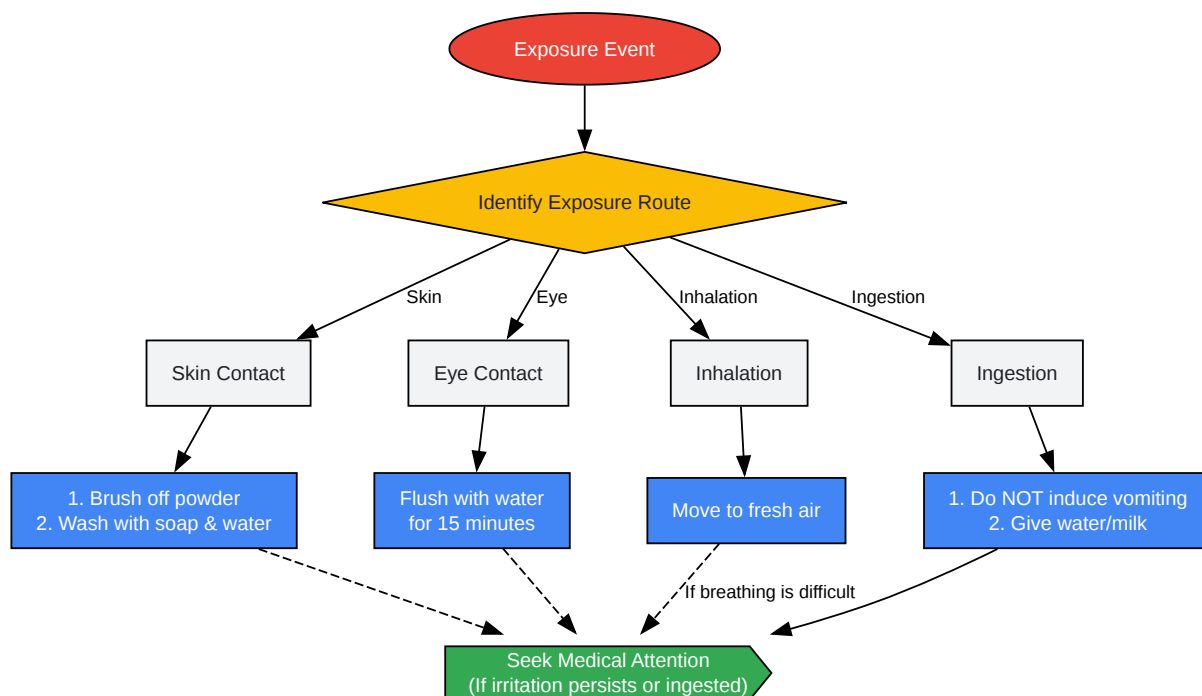 Exposure Event
Identify Exposure Route
Skin
Eye
Inhalation
Ingestion
Skin Contact
Eye Contact
Inhalation
Ingestion
1. Brush off powder
2. Wash with soap & water
Flush with water
for 15 minutes
Move to fresh air
1. Do NOT induce vomiting
2. Give water/milk
If breathing is difficult
Seek Medical Attention
(If irritation persists or ingested)